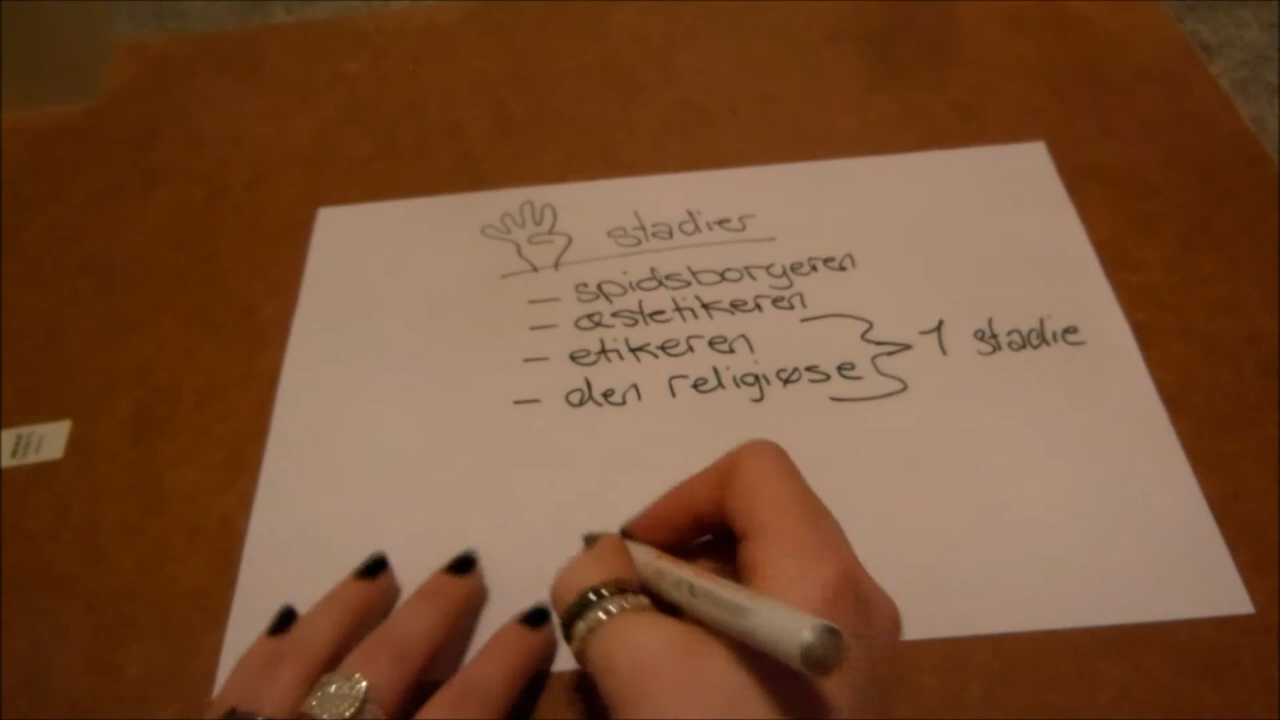 stadier
- spidsborgeren
- æstetikeren
- etikeren
- den religiøse
1 stadie